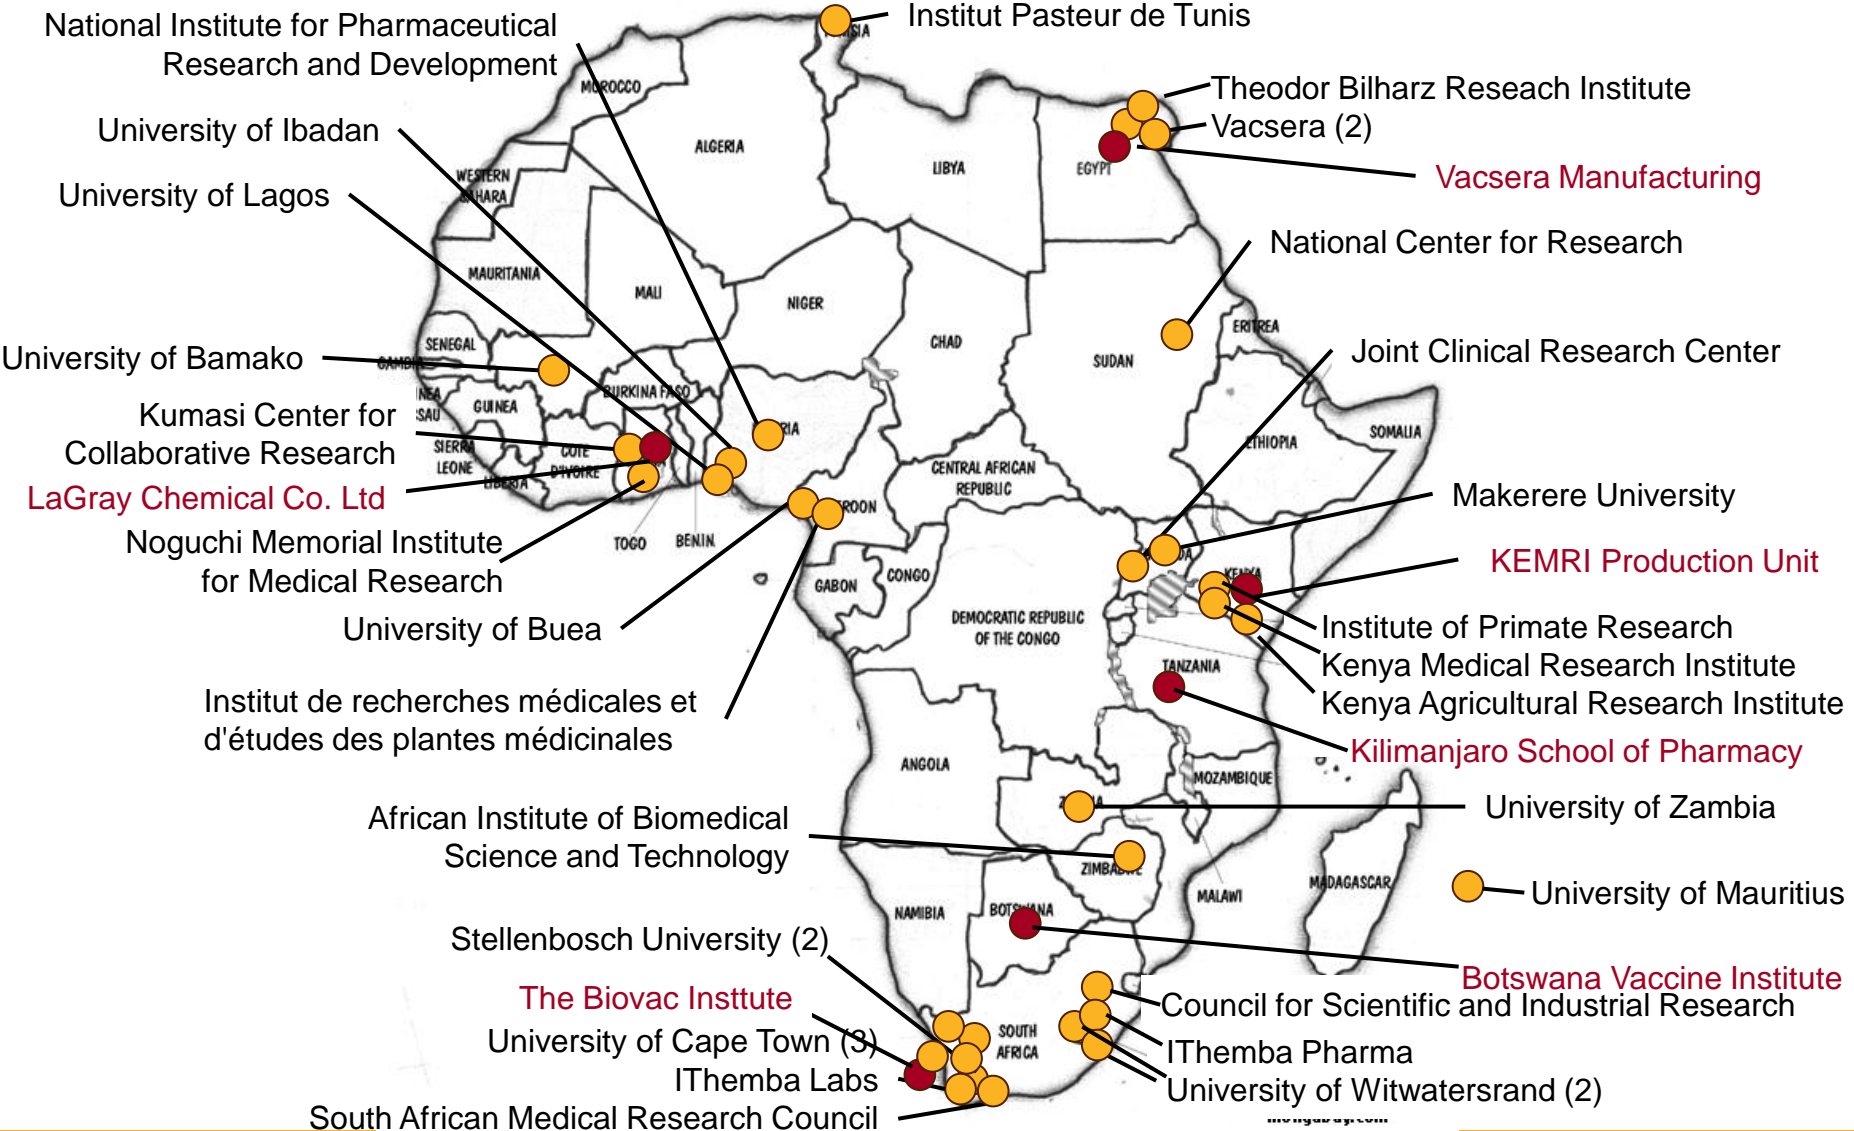 National Institute for Pharmaceutical
Research and Development
Institut Pasteur de Tunis
University of Ibadan
University of Lagos
Theodor Bilharz Reseach Institute
Vacsera (2)
Vacsera Manufacturing
National Center for Research
University of Bamako
Joint Clinical Research Center
Kumasi Center for
Collaborative Research
LaGray Chemical Co. Ltd
Noguchi Memorial Institute
for Medical Research
University of Buea
Institut de recherches médicales et
d'études des plantes médicinales
Makerere University
KEMRI Production Unit
Institute of Primate Research
Kenya Medical Research Institute
Kenya Agricultural Research Institute
Kilimanjaro School of Pharmacy
University of Zambia
African Institute of Biomedical
Science and Technology
University of Mauritius
Stellenbosch University (2)
The Biovac Insttute
University of Cape Town (3)
IThemba Labs
South African Medical Research Council
Botswana Vaccine Institute
Council for Scientific and Industrial Research
IThemba Pharma
University of Witwatersrand (2)
MOROCCO
ALGERIA
LIBYA
EGYPT
WESTERN
SAHARA
MAURITANIA
MALI
NIGER
CHAD
SUDAN
ERITREA
SENEGAL
GAMBIA
GUINEA
SIERRA
LEONE
LIBERIA
COTE
D'IVOIRE
BURKINA FASO
TOGO
BENIN
CENTRAL AFRICAN
REPUBLIC
ETHIOPIA
SOMALIA
KENYA
GABON
CONGO
DEMOCRATIC REPUBLIC
OF THE CONGO
TANZANIA
ANGOLA
MOZAMBIQUE
ZIMBABWE
MALAWI
MADAGASCAR
NAMIBIA
BOTSWANA
SOUTH
AFRICA